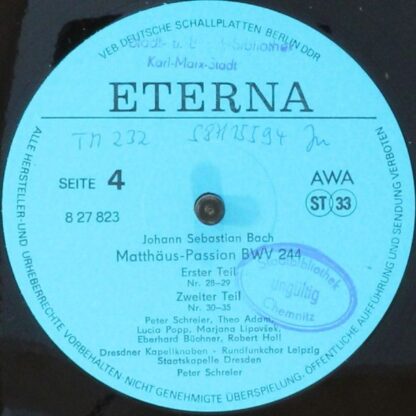 VEB DEUTSCHE SCHALLPLATTEN BERLIN DDR
Stadt- u.
Karl-Marx-Stadt
ETERNA
TM 232
SEITE 4
AWA
8 27 823
ST 33
Johann Sebastian Bach
Matthäus-Passion BWV 244
Erster Teil
Nr. 28-29
Zweiter Teil
Nr. 30-35
Peter Schreier, Theo Adam,
Lucia Popp, Marjana Lipovšek,
Eberhard Büchner, Robert Holl
Dresdner Kapellknaben - Rundfunkchor Leipzig
Staatskapelle Dresden
Peter Schreier
ungültig
Chemnitz
ALLE HERSTELLER- UND URHEBERRECHTE VORBEHALTEN · NICHT GENEHMIGTE ÜBERSPIELUNG, ÖFFENTLICHE AUFFÜHRUNG UND SENDUNG VERBOTEN